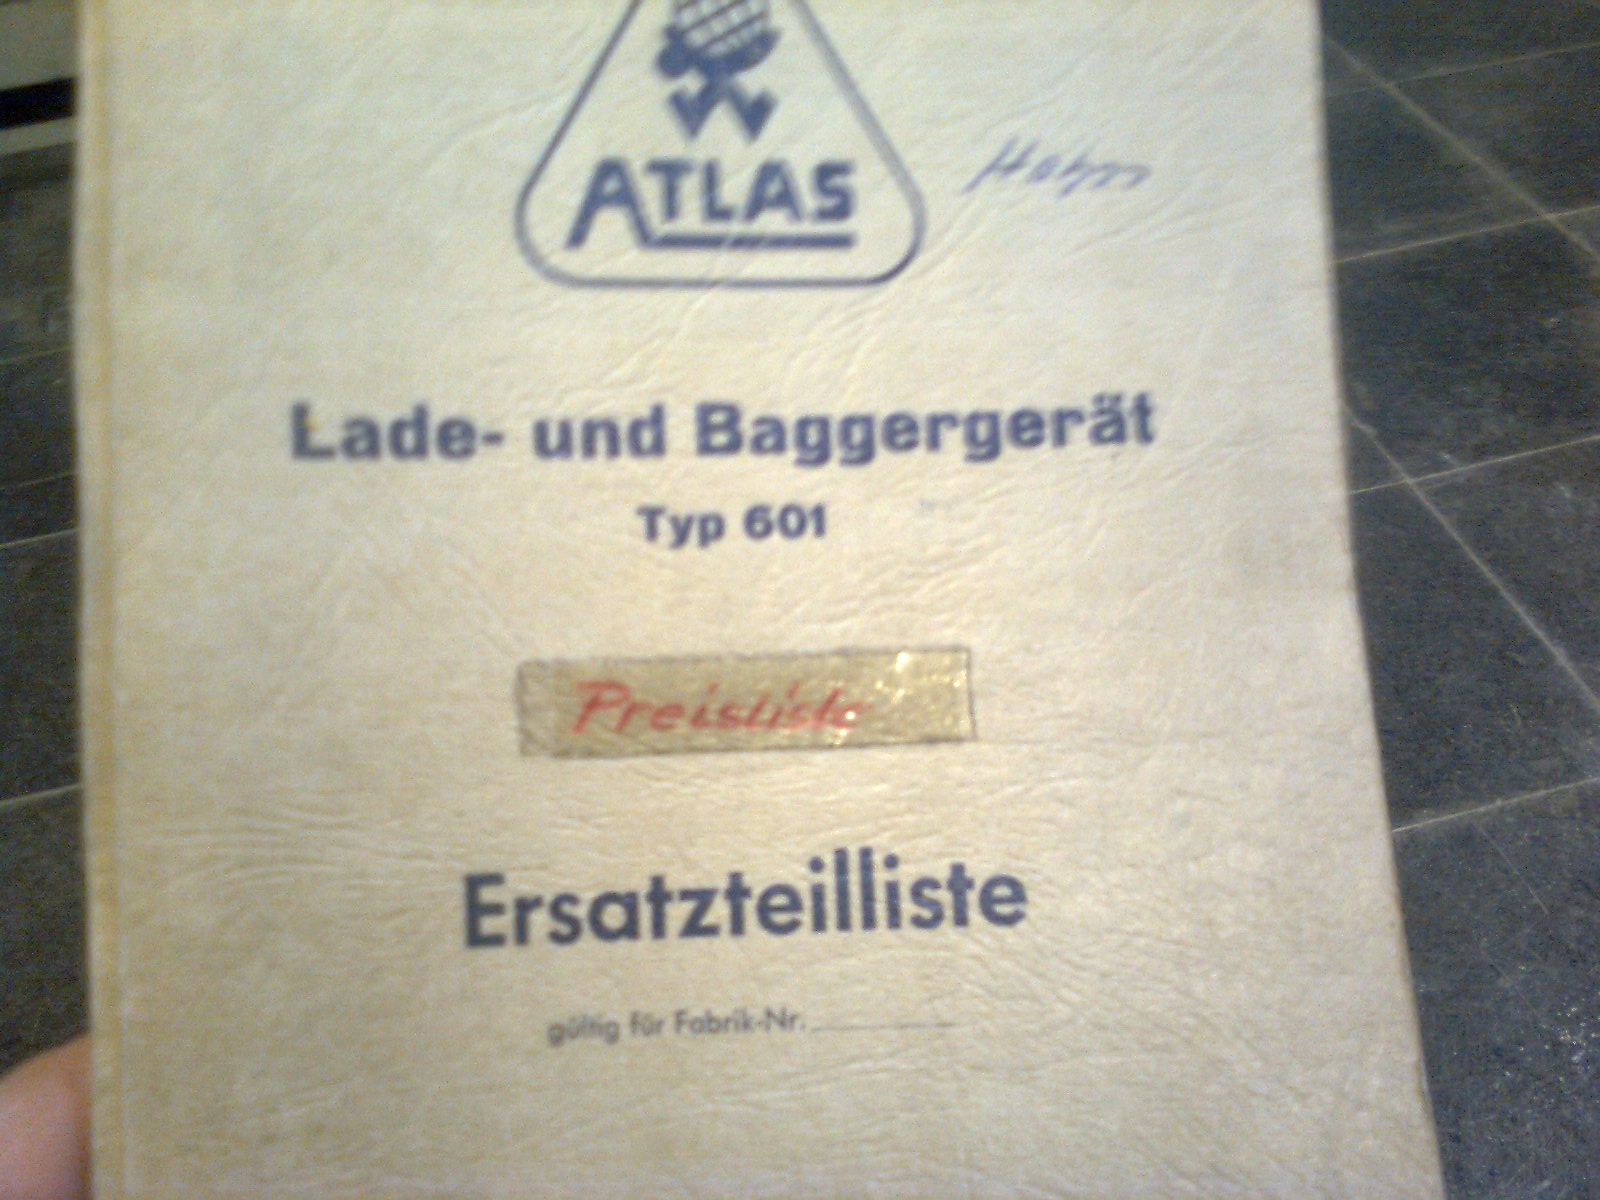 ATLAS
Lade- und Baggergerät
Typ 601
Preisliste
Ersatzteilliste
gültig für Fabrik-Nr.